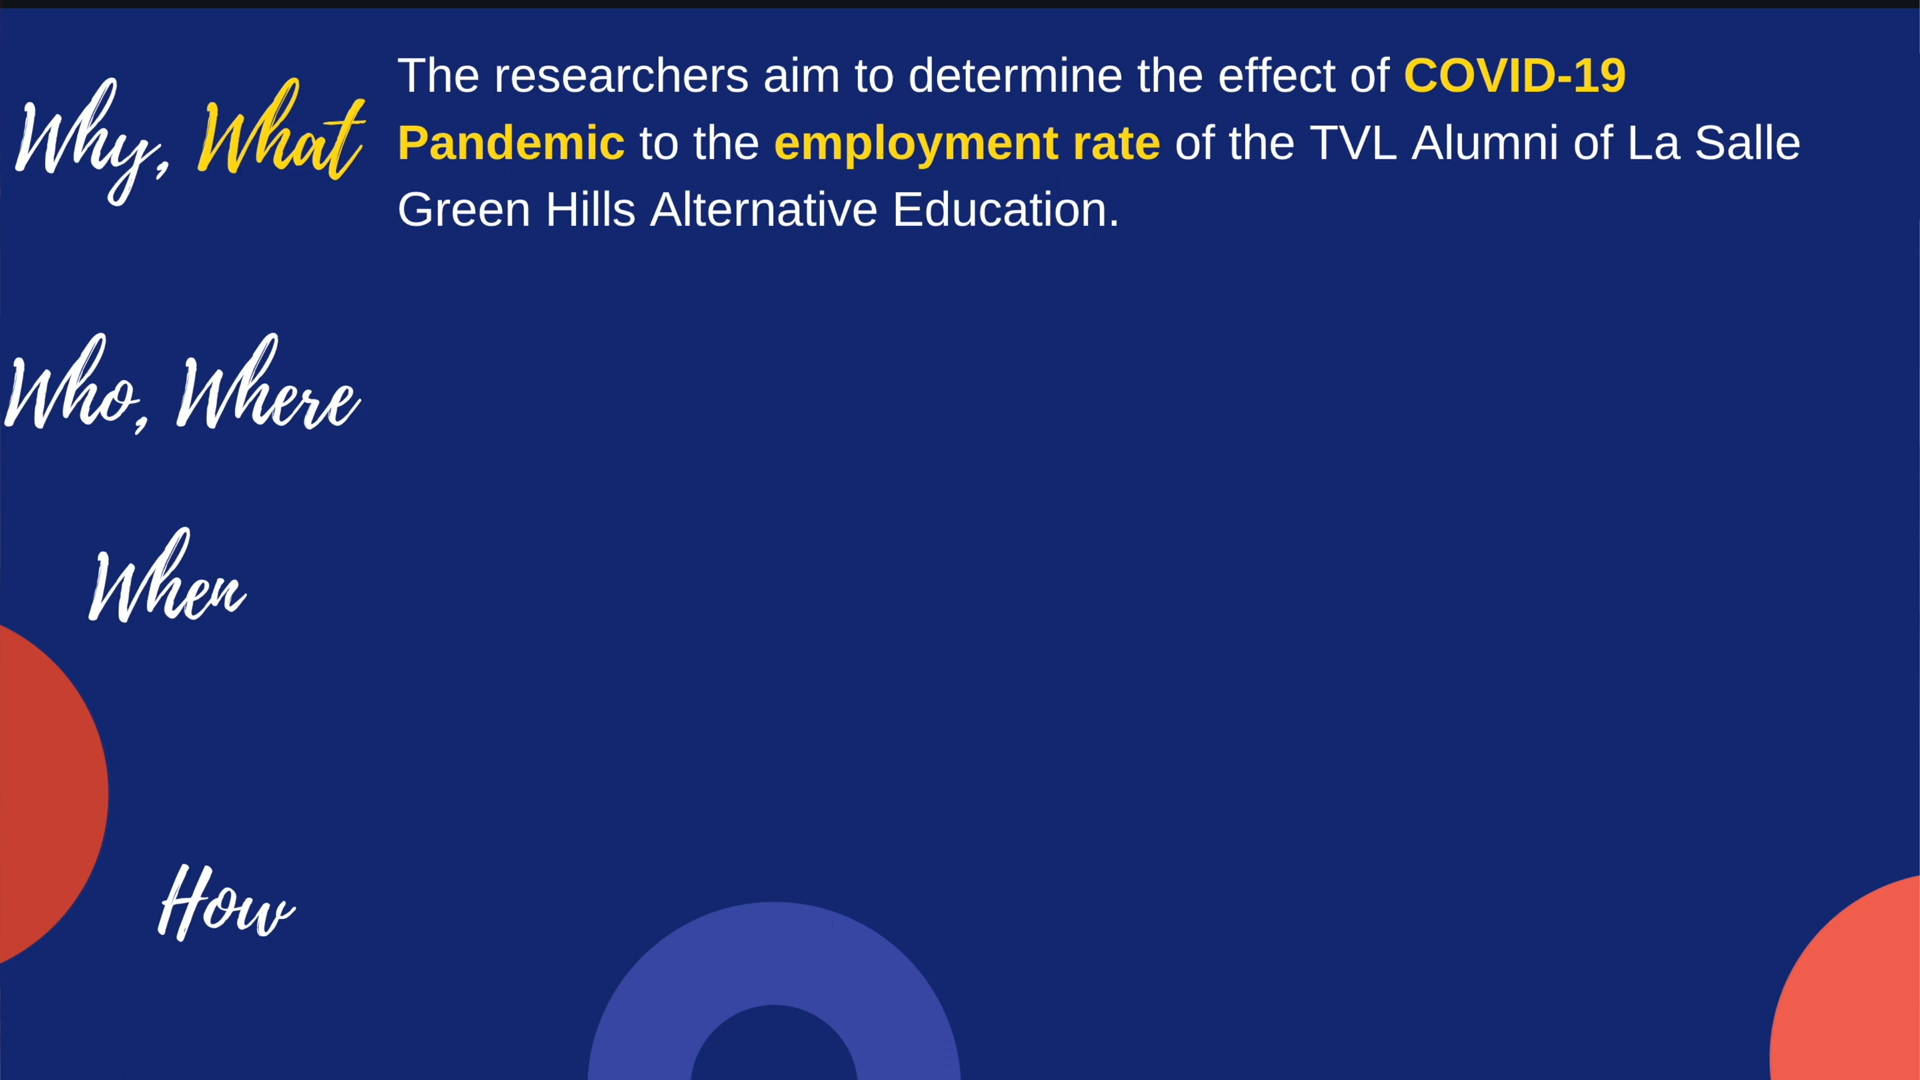 Why, What
The researchers aim to determine the effect of COVID-19
Pandemic to the employment rate of the TVL Alumni of La Salle
Green Hills Alternative Education.
Who, Where
When
How